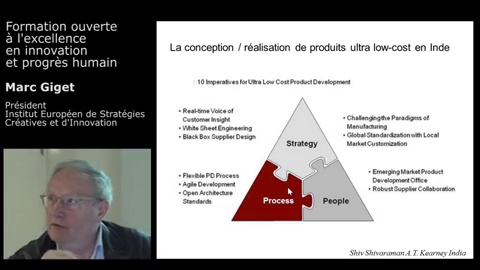 Formation ouverte
à l'excellence
en innovation
et progrès humain
Marc Giget
Président
Institut Européen de Stratégies
Créatives et d'Innovation
La conception / réalisation de produits ultra low-cost en Inde
10 Imperatives for Ultra Low Cost Product Development
• Real-time Voice of
Customer Insight
• White Sheet Engineering
• Black Box Supplier Design
• Challenging the Paradigms of
Manufacturing
• Global Standardization with Local
Market Customization
Strategy
• Flexible PD Process
• Agile Development
• Open Architecture
Standards
• Emerging Market Product
Development Office
• Robust Supplier Collaboration
Process
People
Shiv Shivaraman A.T. Kearney India